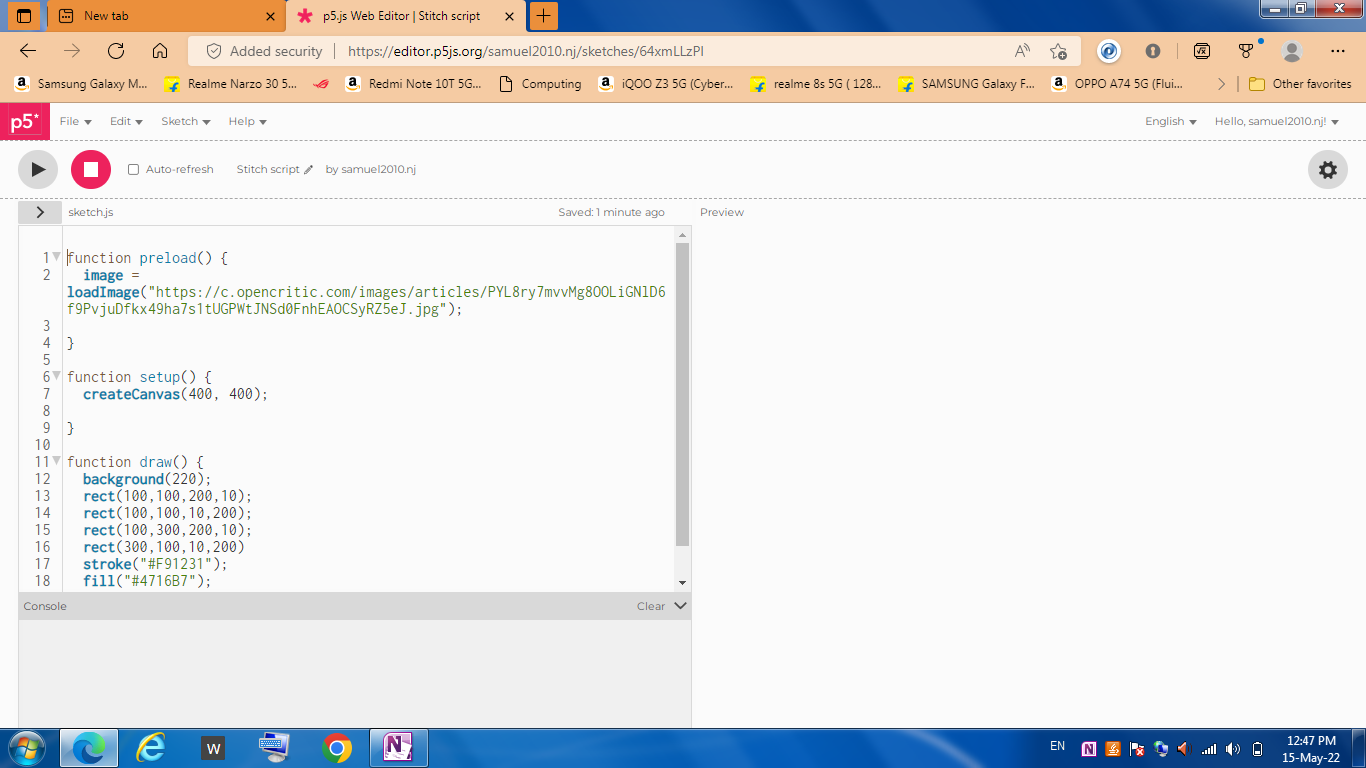 New tab
p5.js Web Editor | Stitch script
Added security
https://editor.p5js.org/samuel2010.nj/sketches/64xmLLzPI
Samsung Galaxy M...
Realme Narzo 30 5...
Redmi Note 10T 5G...
Computing
iQOO Z3 5G (Cyber...
realme 8s 5G ( 128...
SAMSUNG Galaxy F...
OPPO A74 5G (Flui...
Other favorites
p5*
File
Edit
Sketch
Help
English
Hello, samuel2010.nj!
Auto-refresh
Stitch script
by samuel2010.nj
sketch.js
Saved: 1 minute ago
Preview
1 function preload() {
2 image =
loadImage("https://c.opencritic.com/images/articles/PYL8ry7mvvMg8OOLiGNlD6
f9PvjuDfkx49ha7s1tUGPWtJNSd0FnhEAOCSyRZ5eJ.jpg");
3
4 }
5
6 function setup() {
7 createCanvas(400, 400);
8
9 }
10
11 function draw() {
12 background(220);
13 rect(100,100,200,10);
14 rect(100,100,10,200);
15 rect(100,300,200,10);
16 rect(300,100,10,200)
17 stroke("#F91231");
18 fill("#4716B7");
Console
Clear
W
N
EN
N
12:47 PM
15-May-22